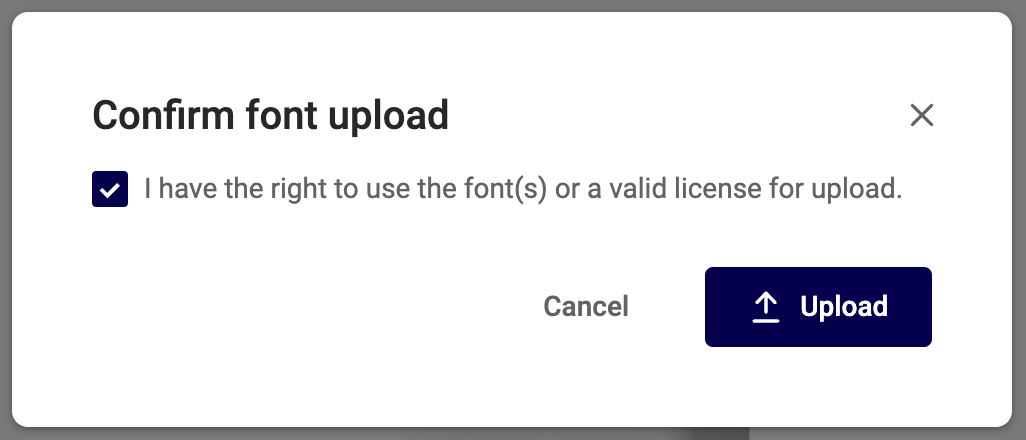 Confirm font upload
I have the right to use the font(s) or a valid license for upload.
Cancel
Upload